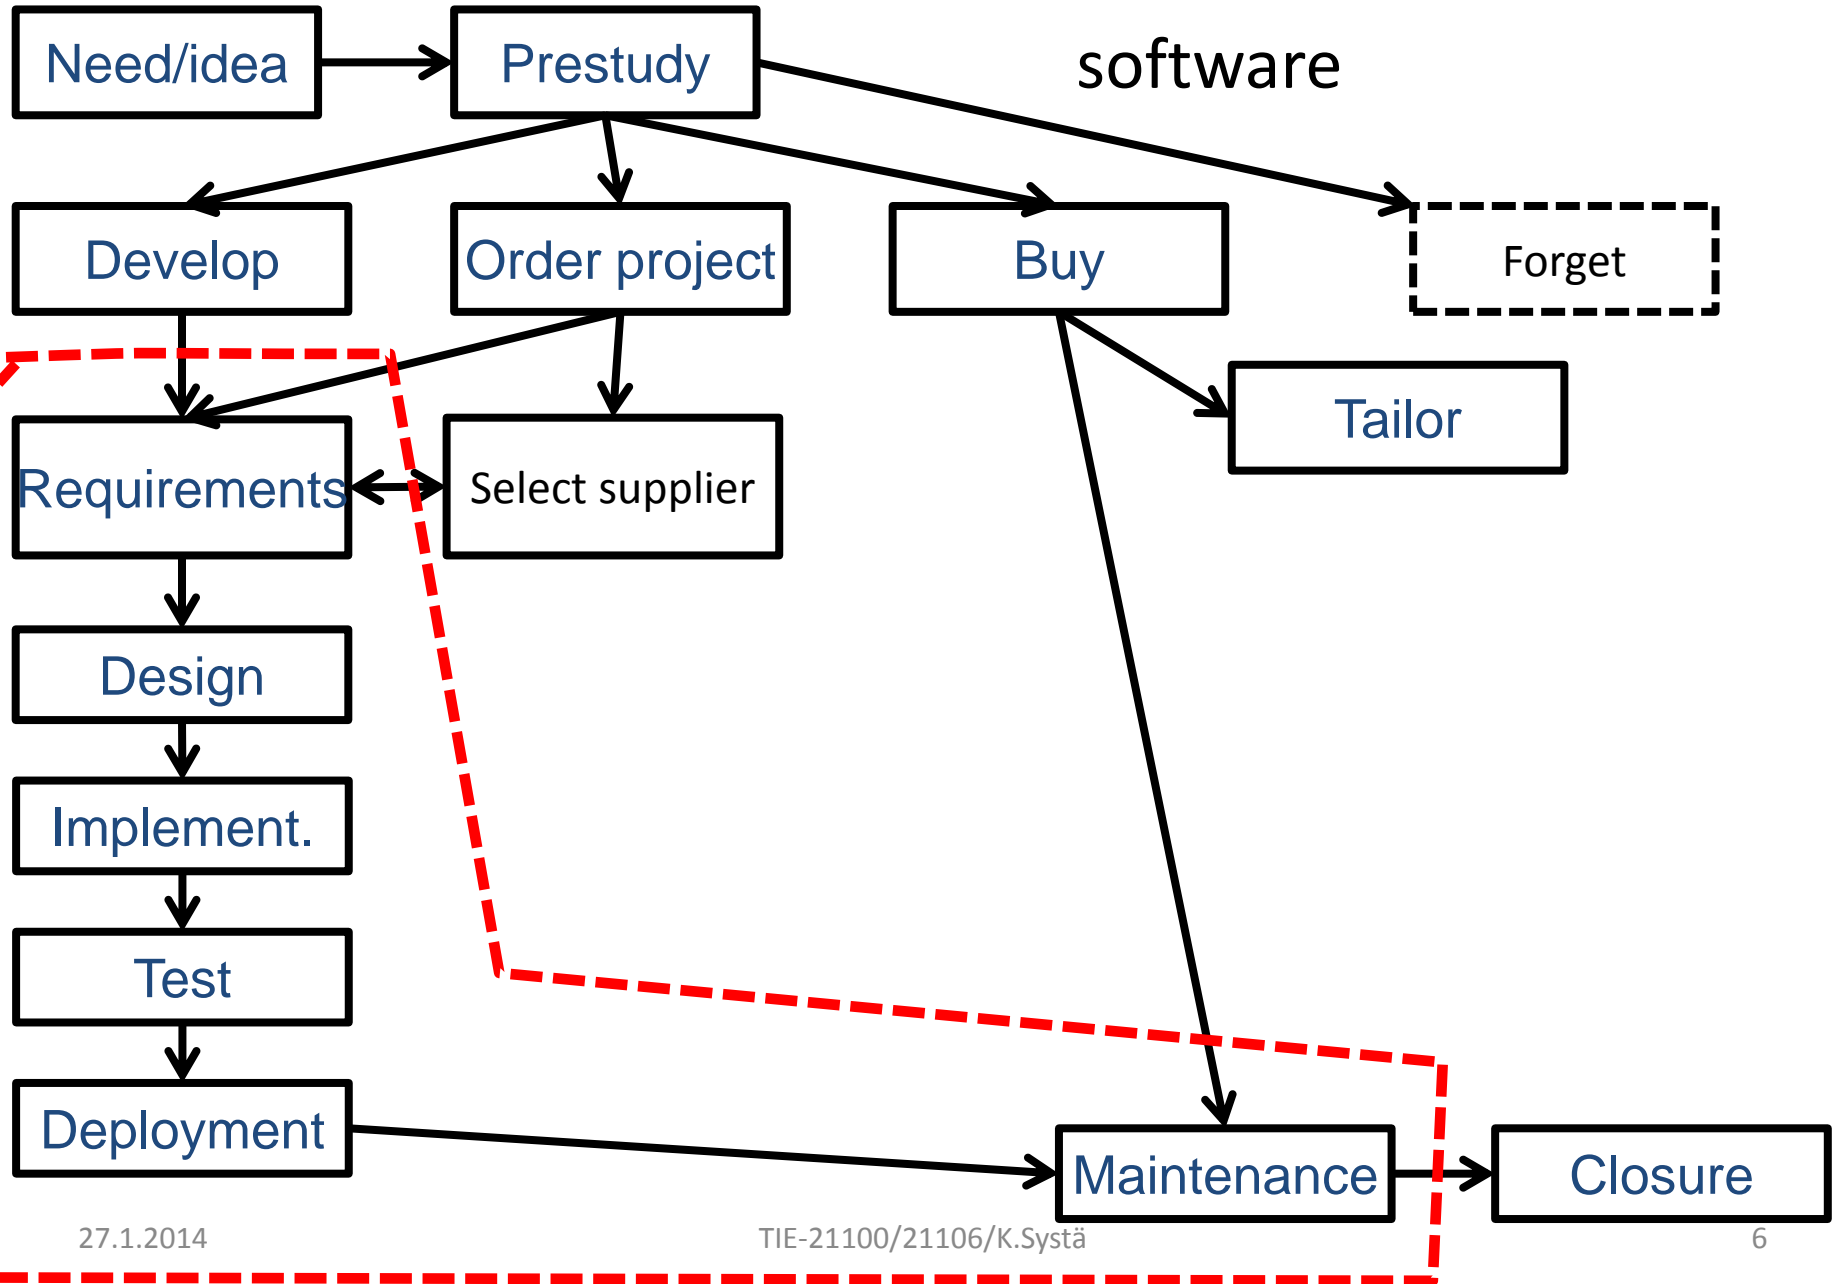 Need/idea
Prestudy
software
Develop
Order project
Buy
Forget
Tailor
Requirements
Select supplier
Design
Implement.
Test
Deployment
Maintenance
Closure
27.1.2014
TIE-21100/21106/K.Systä
6